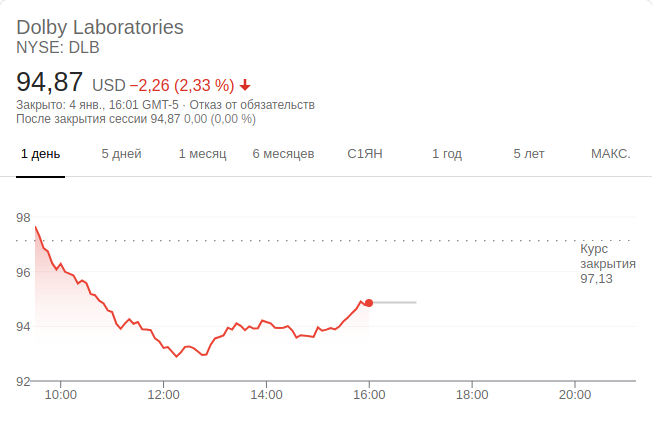 Dolby Laboratories
NYSE: DLB
94,87 USD −2,26 (2,33 %)
Закрыто: 4 янв., 16:01 GMT-5 · Отказ от обязательств
После закрытия сессии 94,87 0,00 (0,00 %)
1 день 5 дней 1 месяц 6 месяцев С1ЯН 1 год 5 лет МАКС.
98
Курс
закрытия
97,13
96
94
92
10:00 12:00 14:00 16:00 18:00 20:00